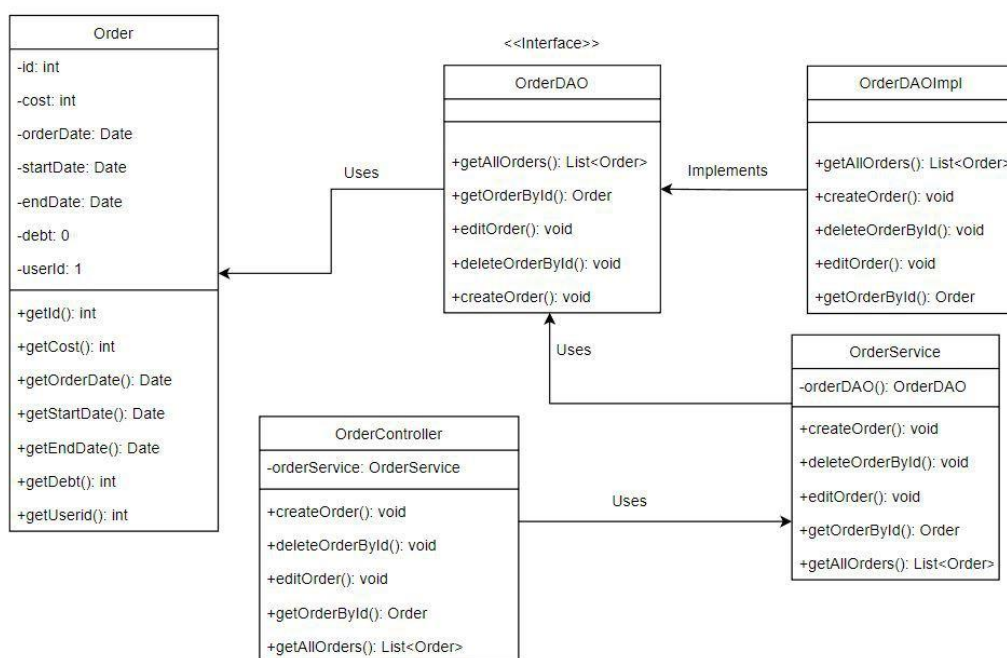 Order
-id: int
-cost: int
-orderDate: Date
-startDate: Date
-endDate: Date
-debt: 0
-userId: 1
+getId(): int
+getCost(): int
+getOrderDate(): Date
+getStartDate(): Date
+getEndDate(): Date
+getDebt(): int
+getUserid(): int
Uses
<<Interface>>
OrderDAO
+getAllOrders(): List<Order>
+getOrderById(): Order
+editOrder(): void
+deleteOrderById(): void
+createOrder(): void
Implements
OrderDAOImpl
+getAllOrders(): List<Order>
+createOrder(): void
+deleteOrderById(): void
+editOrder(): void
+getOrderById(): Order
Uses
OrderService
-orderDAO(): OrderDAO
+createOrder(): void
+deleteOrderById(): void
+editOrder(): void
+getOrderById(): Order
+getAllOrders(): List<Order>
OrderController
-orderService: OrderService
+createOrder(): void
+deleteOrderById(): void
+editOrder(): void
+getOrderById(): Order
+getAllOrders(): List<Order>
Uses